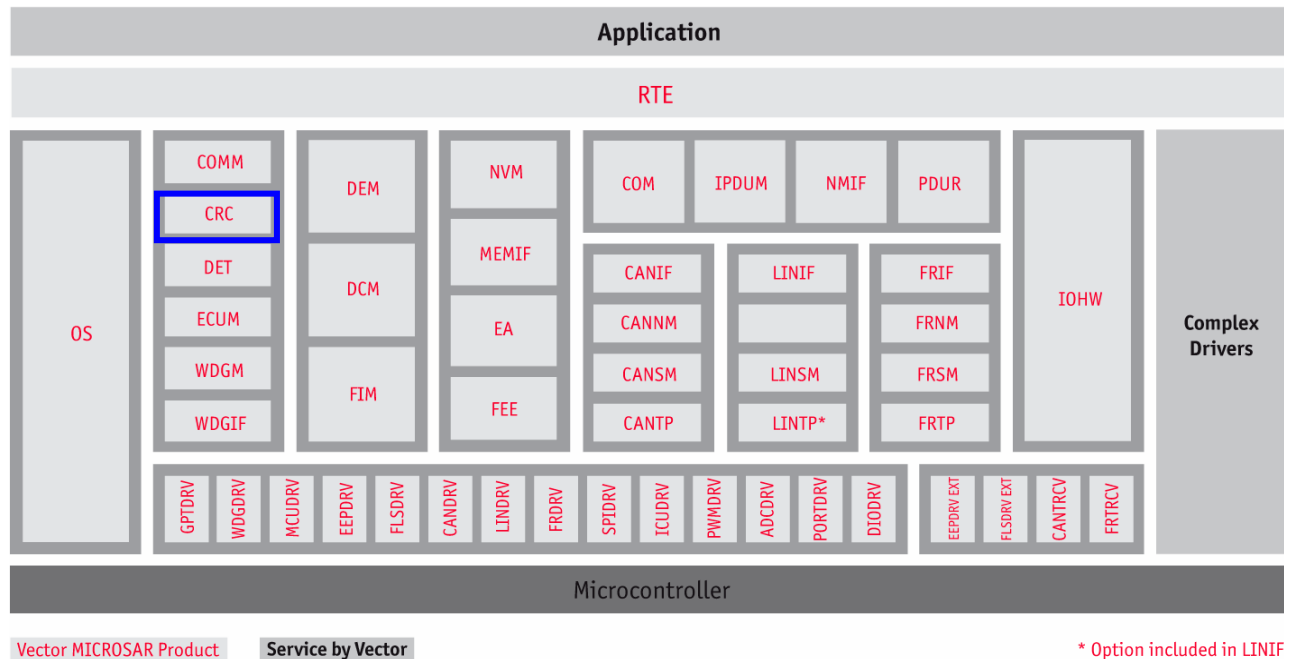 Application
RTE
OS
COMM
CRC
DET
ECUM
WDGM
WDGIF
DEM
DCM
FIM
NVM
MEMIF
EA
FEE
COM
IPDUM
NMIF
PDUR
CANIF
CANNM
CANSM
CANTP
LINIF
LINSM
LINTP*
FRIF
FRNM
FRSM
FRTP
IOHW
Complex
Drivers
GPTDRV
WDGDRV
MCUDRV
EEPDRV
FLSDRV
CANDRV
LINDRV
FRDRV
SPIDRV
ICUDRV
PWMDRV
ADCDRV
PORTDRV
DIODRV
EEPDRV EXT
FLSDRV EXT
CANTRCV
FRTRCV
Microcontroller
Vector MICROSAR Product
Service by Vector
* Option included in LINIF